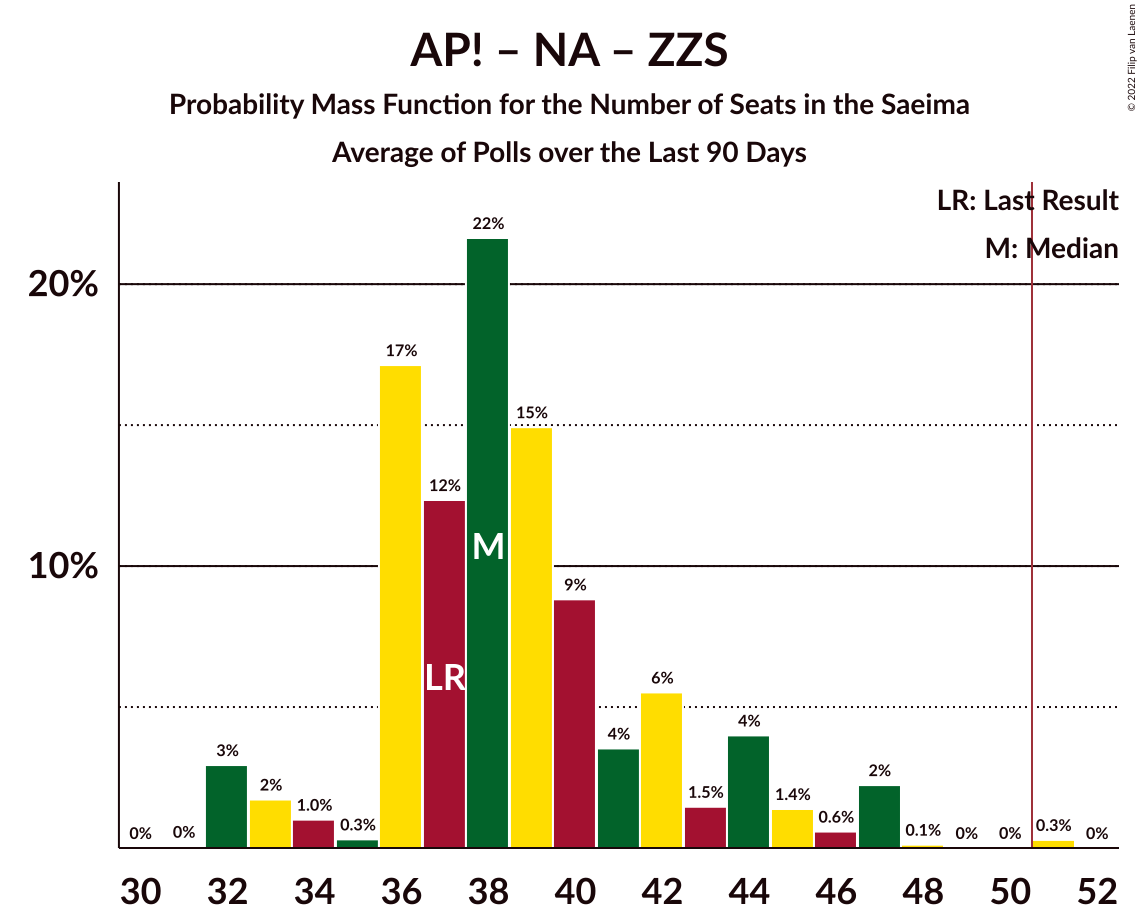 AP! – NA – ZZS
Probability Mass Function for the Number of Seats in the Saeima
Average of Polls over the Last 90 Days
© 2022 Filip van Laenen
LR: Last Result
M: Median
20%
10%
0%
0%
3%
2%
1.0%
0.3%
17%
12%
22%
15%
9%
4%
6%
1.5%
4%
1.4%
0.6%
2%
0.1%
0%
0%
0.3%
0%
LR
M
30 32 34 36 38 40 42 44 46 48 50 52